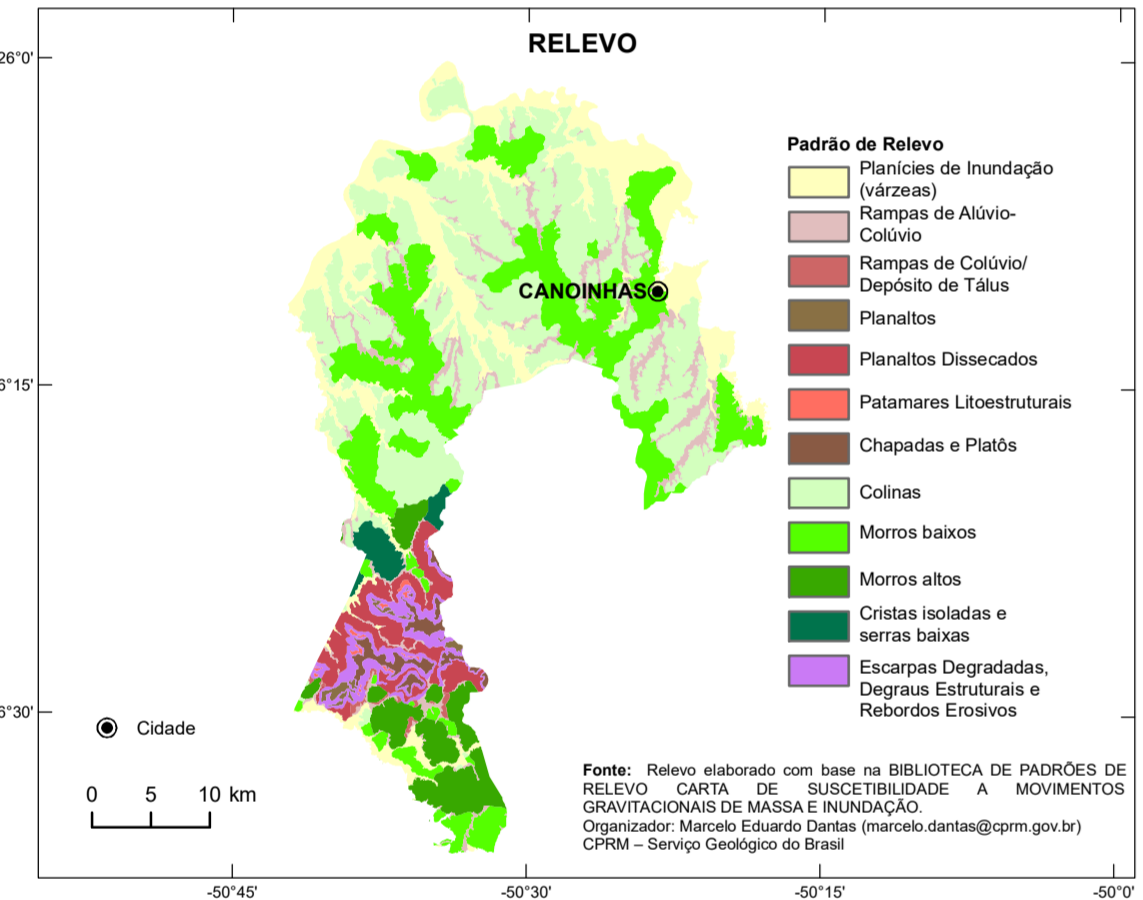 RELEVO
26°0'
6°15'
6°30'
CANOINHAS
Padrão de Relevo
Planícies de Inundação
(várzeas)
Rampas de Alúvio-
Colúvio
Rampas de Colúvio/
Depósito de Tálus
Planaltos
Planaltos Dissecados
Patamares Litoestruturais
Chapadas e Platôs
Colinas
Morros baixos
Morros altos
Cristas isoladas e
serras baixas
Escarpas Degradadas,
Degraus Estruturais e
Rebordos Erosivos
Cidade
0 5 10 km
Fonte: Relevo elaborado com base na BIBLIOTECA DE PADRÕES DE
RELEVO CARTA DE SUSCETIBILIDADE A MOVIMENTOS
GRAVITACIONAIS DE MASSA E INUNDAÇÃO.
Organizador: Marcelo Eduardo Dantas (marcelo.dantas@cprm.gov.br)
CPRM – Serviço Geológico do Brasil
-50°45' -50°30' -50°15' -50°0'